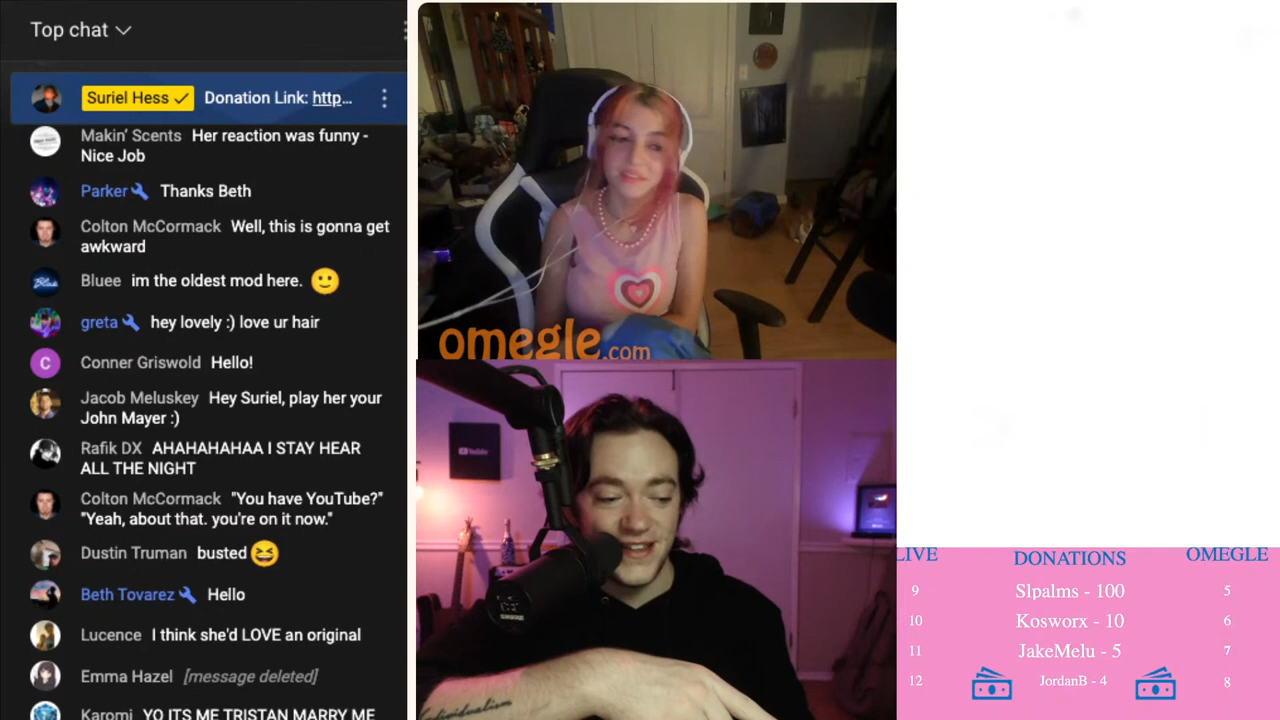 Top chat
Suriel Hess Donation Link: http...
Makin' Scents Her reaction was funny -
Nice Job
Parker Thanks Beth
Colton McCormack Well, this is gonna get
awkward
Bluee im the oldest mod here.
greta hey lovely :) love ur hair
C
Conner Griswold Hello!
Jacob Meluskey Hey Suriel, play her your
John Mayer :)
Rafik DX AHAHAHAHAA I STAY HEAR
ALL THE NIGHT
Colton McCormack "You have YouTube?"
"Yeah, about that. you're on it now."
Dustin Truman busted
Beth Tovarez Hello
Lucence I think she'd LOVE an original
Emma Hazel [message deleted]
Karomi YO ITS ME TRISTAN MARRY ME
omegle.com
YouTube
Individualism
LIVE DONATIONS OMEGLE
9 Slpalms - 100 5
10 Kosworx - 10 6
11 JakeMelu - 5 7
12 JordanB - 4 8